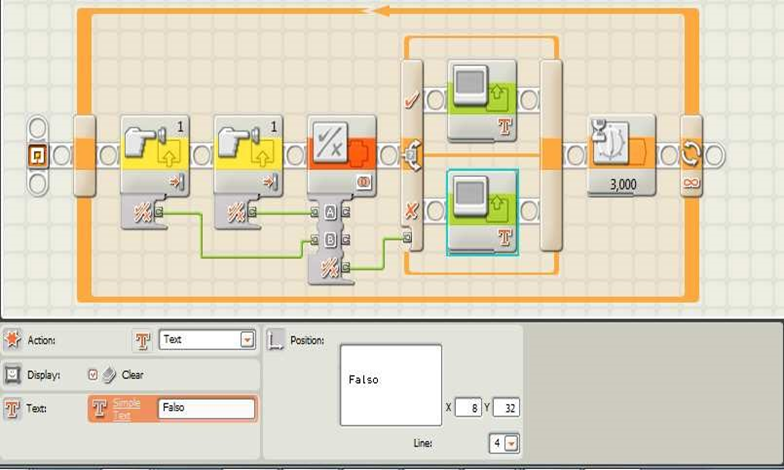 1
1
A
B
3,000
Action:
Text
Position:
Display:
Clear
Falso
Text:
Simple
Text
Falso
X 8 Y 32
Line:
4